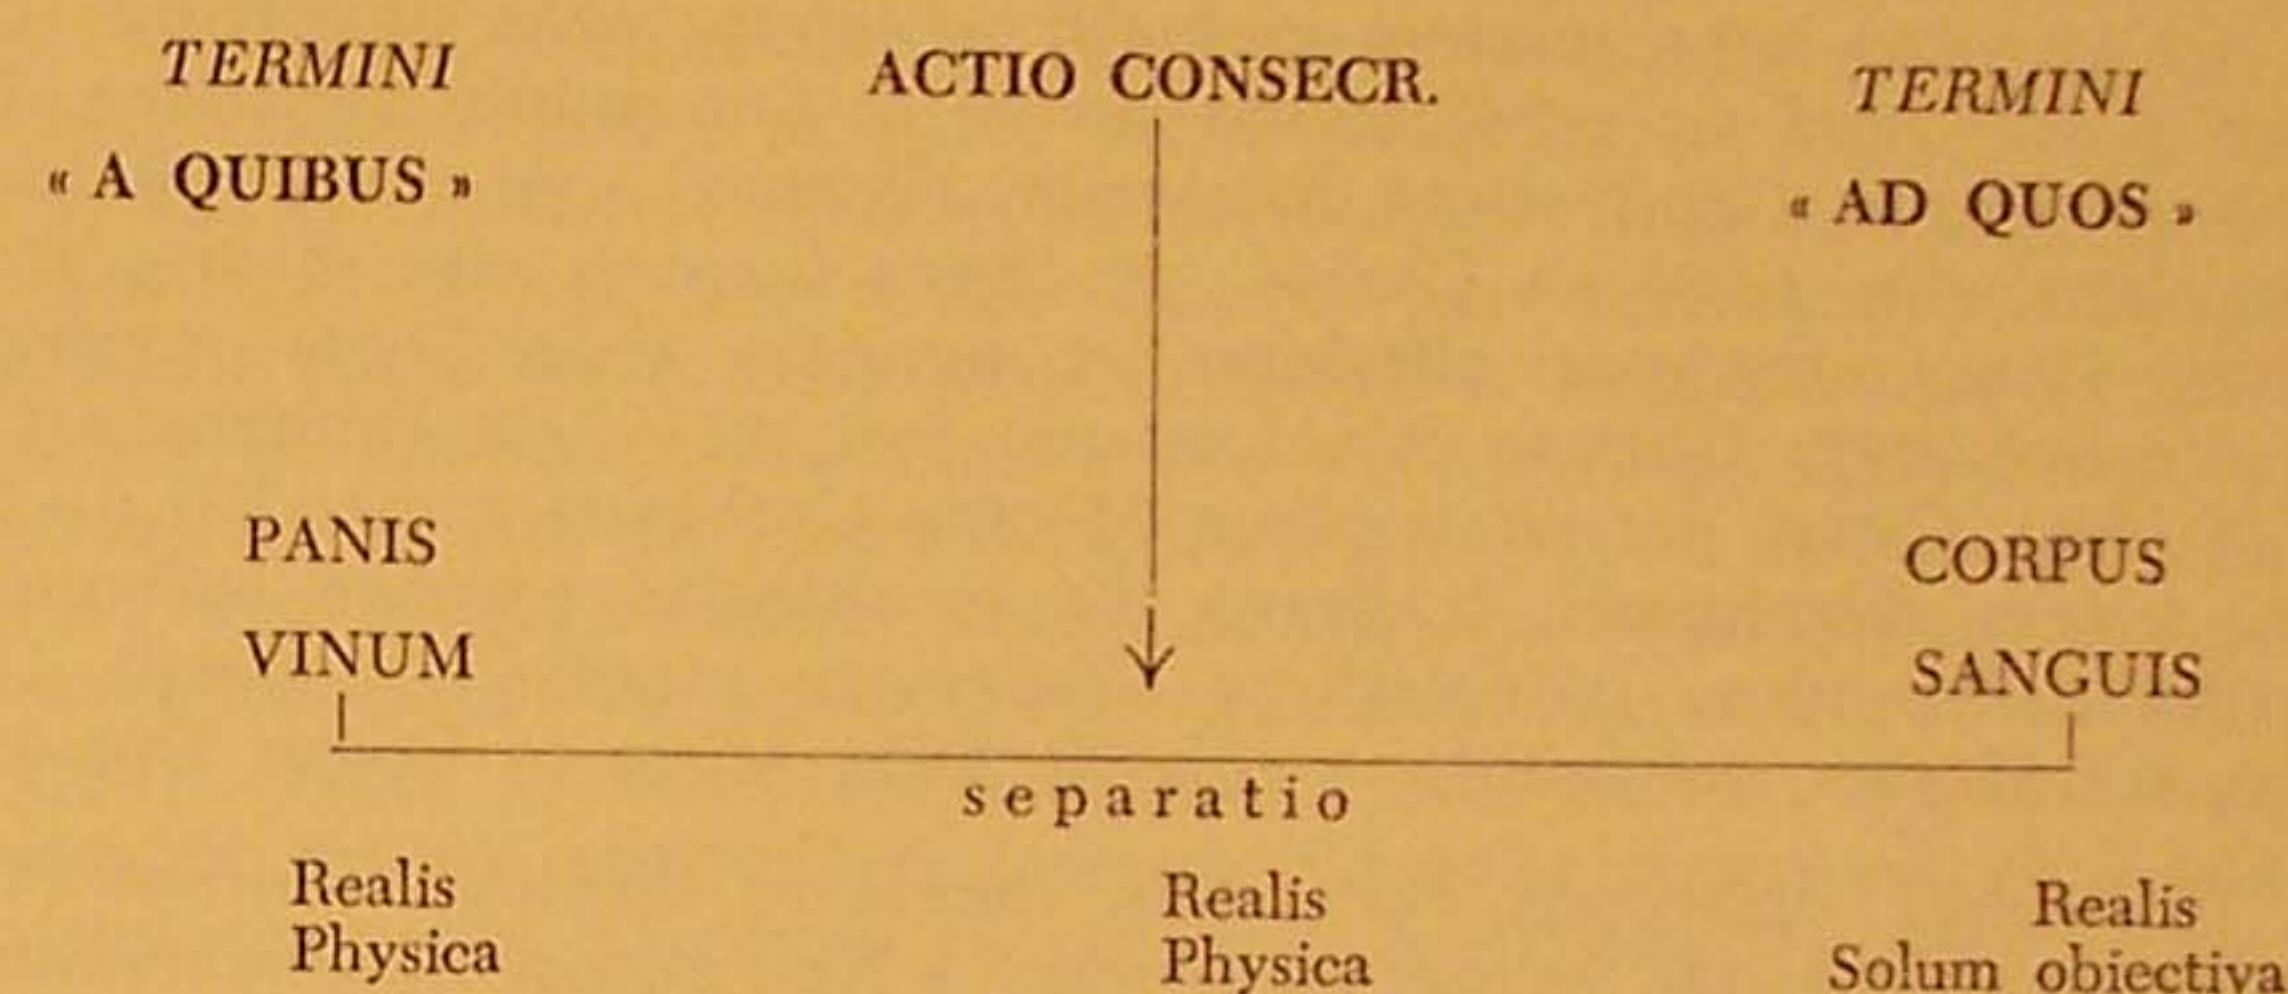 TERMINI
« A QUIBUS »
ACTIO CONSECR.
TERMINI
« AD QUOS »
PANIS
VINUM
CORPUS
SANGUIS
separatio
Realis
Physica
Realis
Physica
Realis
Solum obiectiva